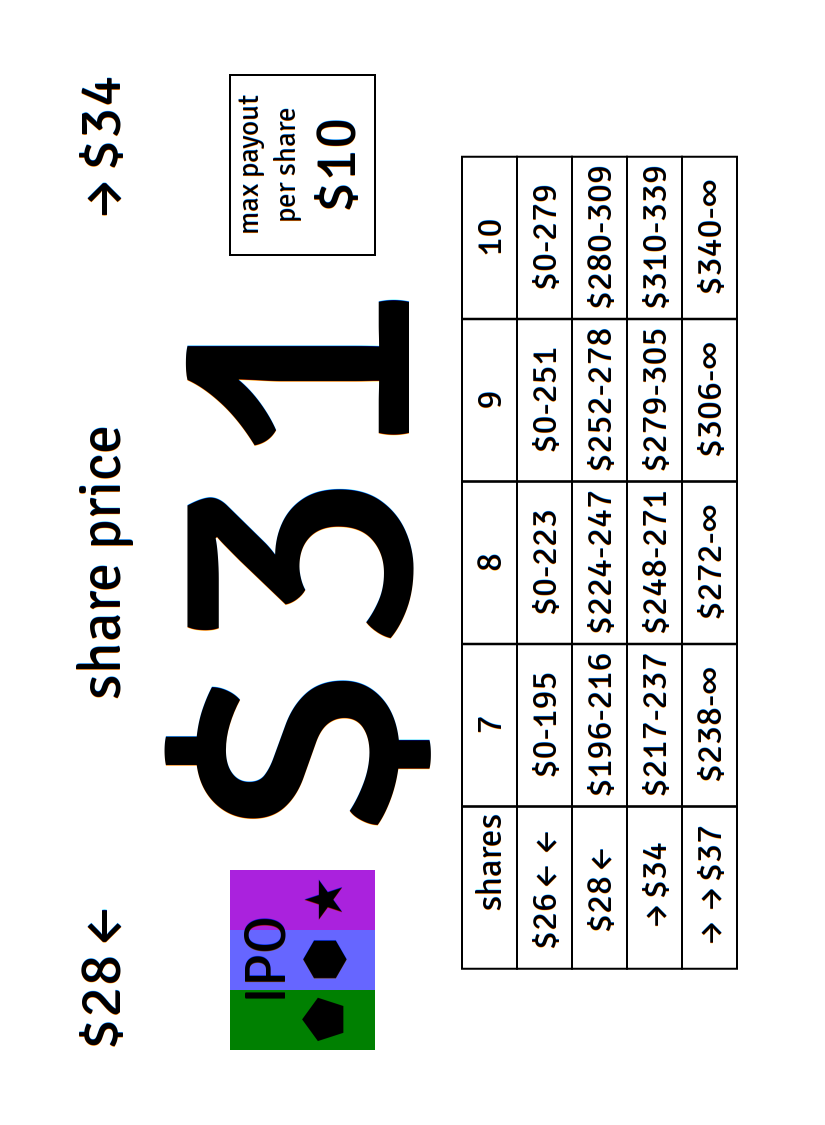 $28 ← share price → $34
IPO
$31
max payout
per share
$10
shares 7 8 9 10
$26 ← ← $0-195 $0-223 $0-251 $0-279
$28 ← $196-216 $224-247 $252-278 $280-309
→ $34 $217-237 $248-271 $279-305 $310-339
→ → $37 $238-∞ $272-∞ $306-∞ $340-∞